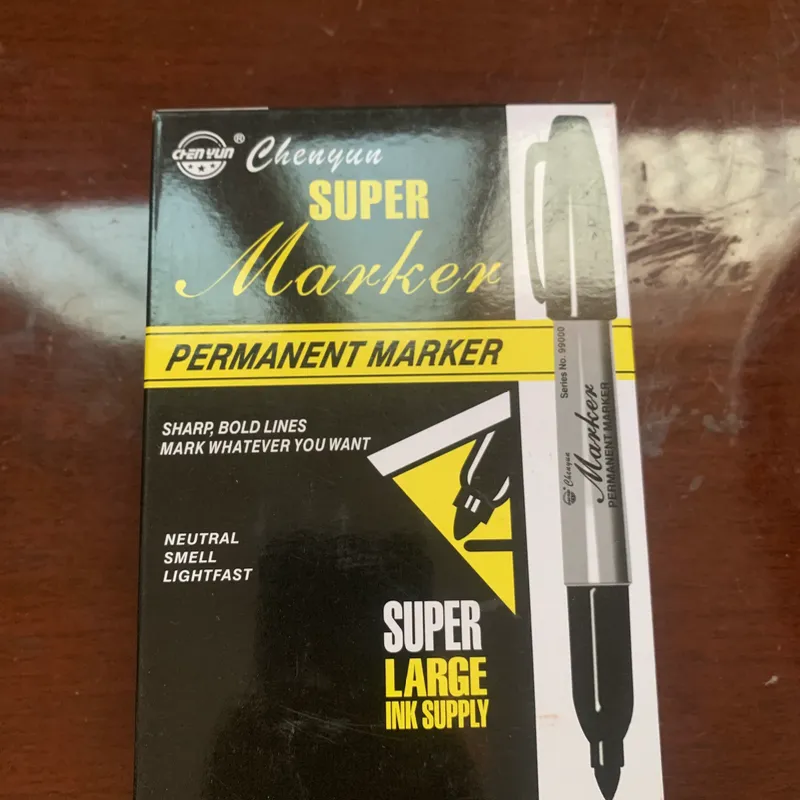 CHEN YUN ® Chenyun
SUPER
Marker
PERMANENT MARKER
SHARP, BOLD LINES
MARK WHATEVER YOU WANT
NEUTRAL
SMELL
LIGHTFAST
SUPER
LARGE
INK SUPPLY
Series No. 99000
Chenyun
Marker
PERMANENT MARKER